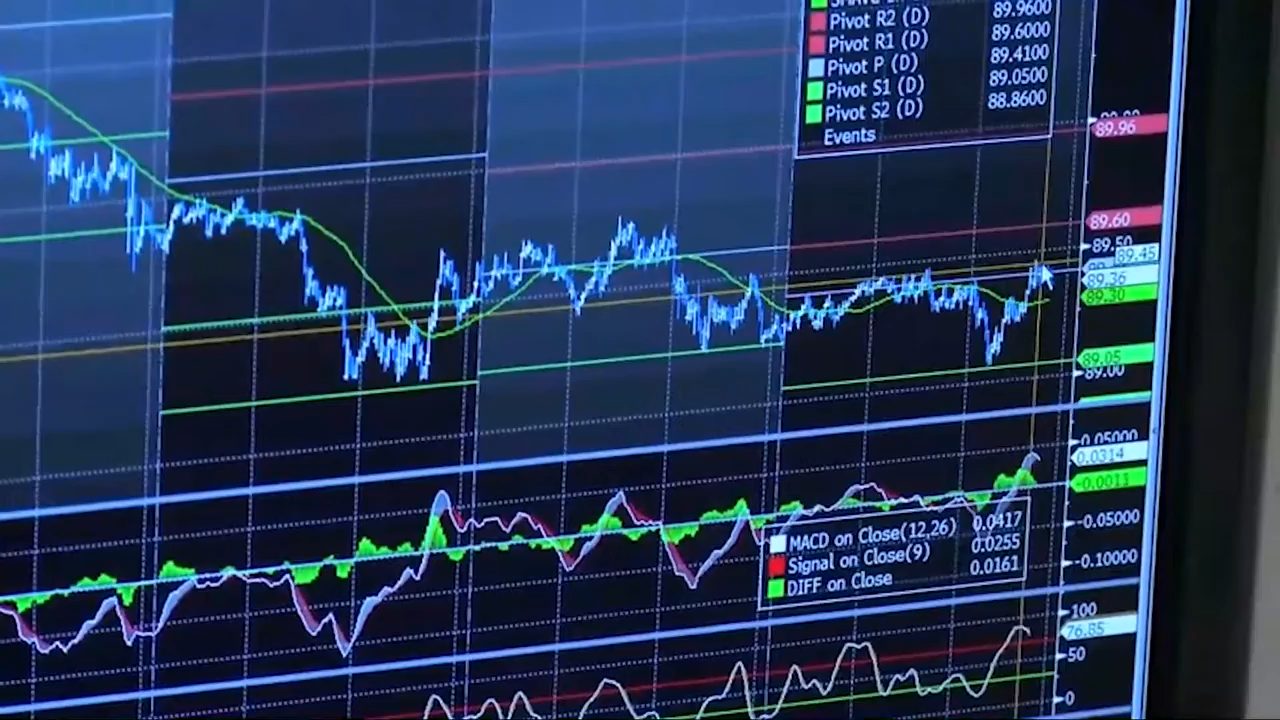 89.9600
Pivot R2 (D) 89.6000
Pivot R1 (D) 89.4100
Pivot P (D) 89.0500
Pivot S1 (D) 88.8600
Pivot S2 (D)
Events
89.96
89.60
89.50
89.45
89.36
89.30
89.05
89.00
0.05000
0.0314
-0.0011
-0.05000
-0.10000
MACD on Close(12,26) 0.0417
Signal on Close(9) 0.0255
DIFF on Close 0.0161
100
76.85
50
0